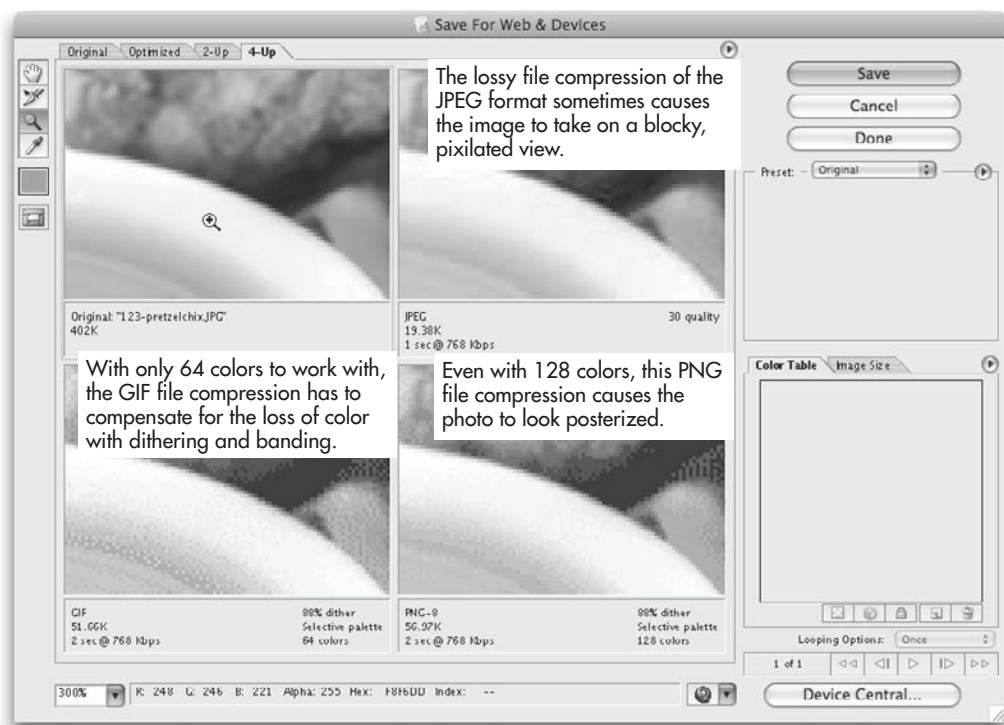 Save For Web & Devices
Original Optimized 2-Up 4-Up
The lossy file compression of the
JPEG format sometimes causes
the image to take on a blocky,
pixilated view.
Save
Cancel
Done
Preset: Original
Original: "123-pretzelchix.JPG"
402K
JPEG 30 quality
19.38K
1 sec @ 768 Kbps
With only 64 colors to work with,
the GIF file compression has to
compensate for the loss of color
with dithering and banding.
Even with 128 colors, this PNG
file compression causes the
photo to look posterized.
Color Table Image Size
GIF 88% dither
51.66K Selective palette
2 sec @ 768 Kbps 64 colors
PNG-8 88% dither
56.97K Selective palette
2 sec @ 768 Kbps 128 colors
Looping Options: Once
1 of 1
300% R: 248 G: 246 B: 221 Alpha: 255 Hex: F8F6DD Index: --
Device Central...